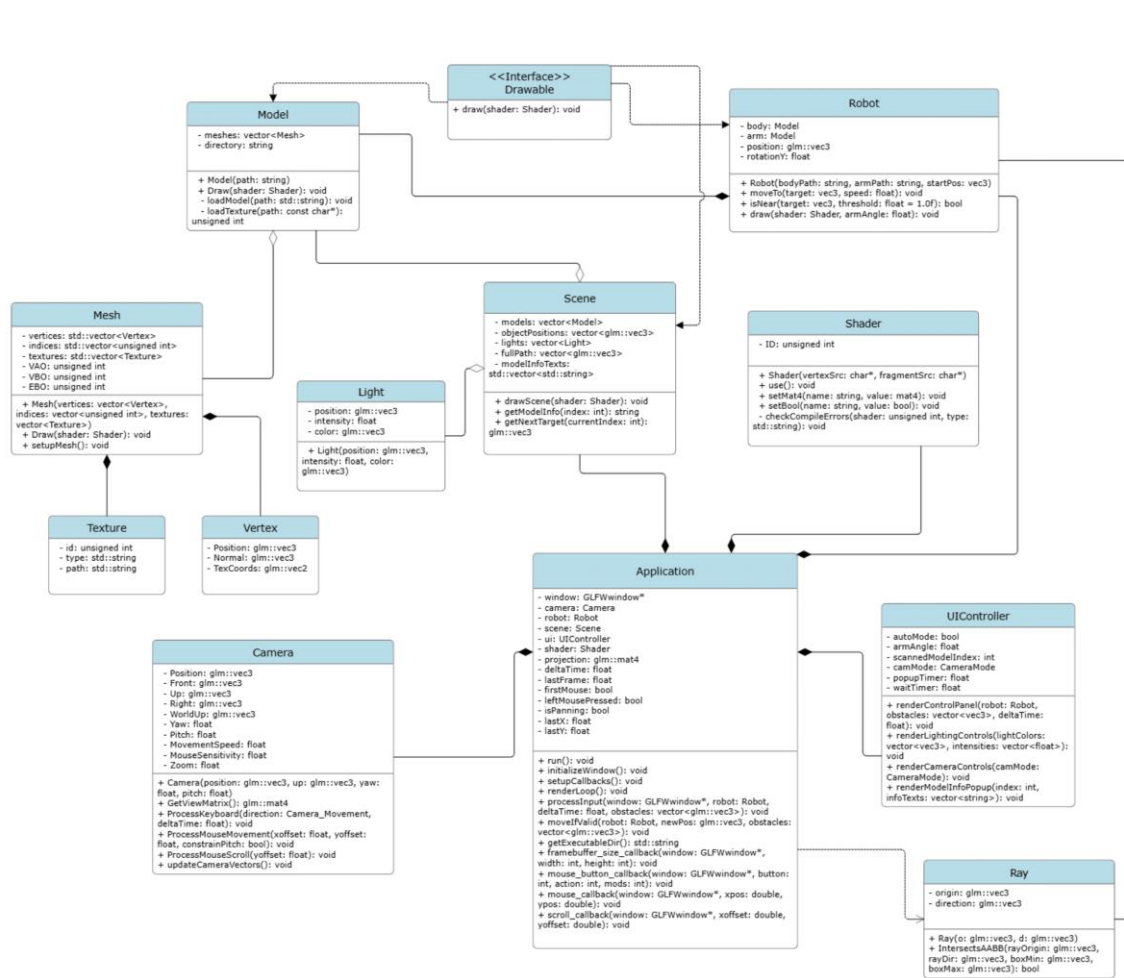 <<Interface>>
Drawable
+ draw(shader: Shader): void
Model
- meshes: vector<Mesh>
- directory: string
+ Model(path: string)
+ Draw(shader: Shader): void
- loadModel(path: std::string): void
- loadTexture(path: const char*):
unsigned int
Robot
- body: Model
- arm: Model
- position: glm::vec3
- rotationY: float
+ Robot(bodyPath: string, armPath: string, startPos: vec3)
+ moveTo(target: vec3, speed: float): void
+ isNear(target: vec3, threshold: float = 1.0f): bool
+ draw(shader: Shader, armAngle: float): void
Mesh
- vertices: std::vector<Vertex>
- indices: std::vector<unsigned int>
- textures: std::vector<Texture>
- VAO: unsigned int
- VBO: unsigned int
- EBO: unsigned int
+ Mesh(vertices: vector<Vertex>,
indices: vector<unsigned int>, textures:
vector<Texture>)
+ Draw(shader: Shader): void
+ setupMesh(): void
Scene
- models: vector<Model>
- objectPositions: vector<glm::vec3>
- lights: vector<Light>
- fullPath: vector<glm::vec3>
- modelInfoTexts:
std::vector<std::string>
+ drawScene(shader: Shader): void
+ getModelInfo(index: int): string
+ getNextTarget(currentIndex: int):
glm::vec3
Shader
- ID: unsigned int
+ Shader(vertexSrc: char*, fragmentSrc: char*)
+ use(): void
+ setMat4(name: string, value: mat4): void
+ setBool(name: string, value: bool): void
- checkCompileErrors(shader: unsigned int, type:
std::string): void
Light
- position: glm::vec3
- intensity: float
- color: glm::vec3
+ Light(position: glm::vec3,
intensity: float, color:
glm::vec3)
Texture
- id: unsigned int
- type: std::string
- path: std::string
Vertex
- Position: glm::vec3
- Normal: glm::vec3
- TexCoords: glm::vec2
Application
- window: GLFWwindow*
- camera: Camera
- robot: Robot
- scene: Scene
- ui: UIController
- shader: Shader
- projection: glm::mat4
- deltaTime: float
- lastFrame: float
- firstMouse: bool
- leftMousePressed: bool
- isPanning: bool
- lastX: float
- lastY: float
+ run(): void
+ initializeWindow(): void
+ setupCallbacks(): void
+ renderLoop(): void
+ processInput(window: GLFWwindow*, robot: Robot,
deltaTime: float, obstacles: vector<glm::vec3>): void
+ moveIfValid(robot: Robot, newPos: glm::vec3, obstacles:
vector<glm::vec3>): void
+ getExecutableDir(): std::string
+ framebuffer_size_callback(window: GLFWwindow*,
width: int, height: int): void
+ mouse_button_callback(window: GLFWwindow*, button:
int, action: int, mods: int): void
+ mouse_callback(window: GLFWwindow*, xpos: double,
ypos: double): void
+ scroll_callback(window: GLFWwindow*, xoffset: double,
yoffset: double): void
UIController
- autoMode: bool
- armAngle: float
- scannedModelIndex: int
- camMode: CameraMode
- popupTimer: float
- waitTimer: float
+ renderControlPanel(robot: Robot,
obstacles: vector<vec3>, deltaTime:
float): void
+ renderLightingControls(lightColors:
vector<vec3>, intensities: vector<float>):
void
+ renderCameraControls(camMode:
CameraMode): void
+ renderModelInfoPopup(index: int,
infoTexts: vector<string>): void
Camera
- Position: glm::vec3
- Front: glm::vec3
- Up: glm::vec3
- Right: glm::vec3
- WorldUp: glm::vec3
- Yaw: float
- Pitch: float
- MovementSpeed: float
- MouseSensitivity: float
- Zoom: float
+ Camera(position: glm::vec3, up: glm::vec3, yaw:
float, pitch: float)
+ GetViewMatrix(): glm::mat4
+ ProcessKeyboard(direction: Camera_Movement,
deltaTime: float): void
+ ProcessMouseMovement(xoffset: float, yoffset:
float, constrainPitch: bool): void
+ ProcessMouseScroll(yoffset: float): void
+ updateCameraVectors(): void
Ray
- origin: glm::vec3
- direction: glm::vec3
+ Ray(o: glm::vec3, d: glm::vec3)
+ IntersectsAABB(rayOrigin: glm::vec3,
rayDir: glm::vec3, boxMin: glm::vec3,
boxMax: glm::vec3): bool